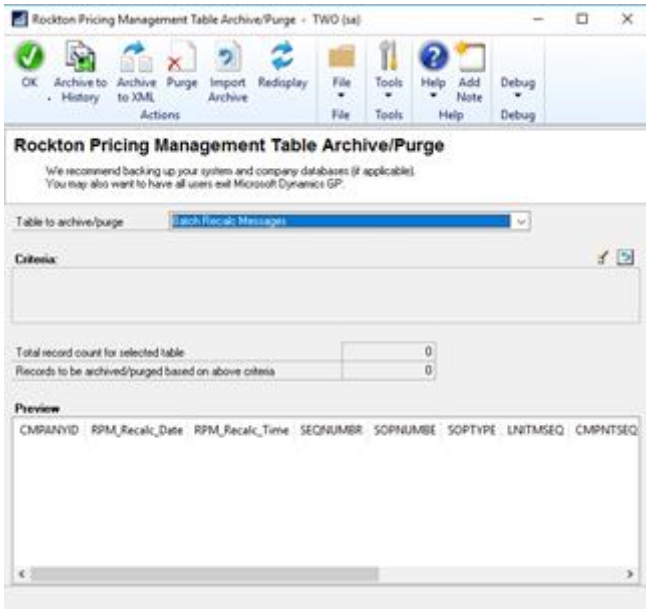 Rockton Pricing Management Table Archive/Purge - TWO (sa)
OK Archive to History Archive to XML Purge Import Archive Redisplay File Tools Help Add Note Debug
Actions File Tools Help Debug
Rockton Pricing Management Table Archive/Purge
We recommend backing up your system and company databases (if applicable).
You may also want to have all users exit Microsoft Dynamics GP.
Table to archive/purge Batch Recalc Messages
Criteria:
Total record count for selected table 0
Records to be archived/purged based on above criteria 0
Preview
CMPANYID RPM_Recalc_Date RPM_Recalc_Time SEQNUMBR SOPNUMBE SOPTYPE LNITMSEQ CMPNTSEQ